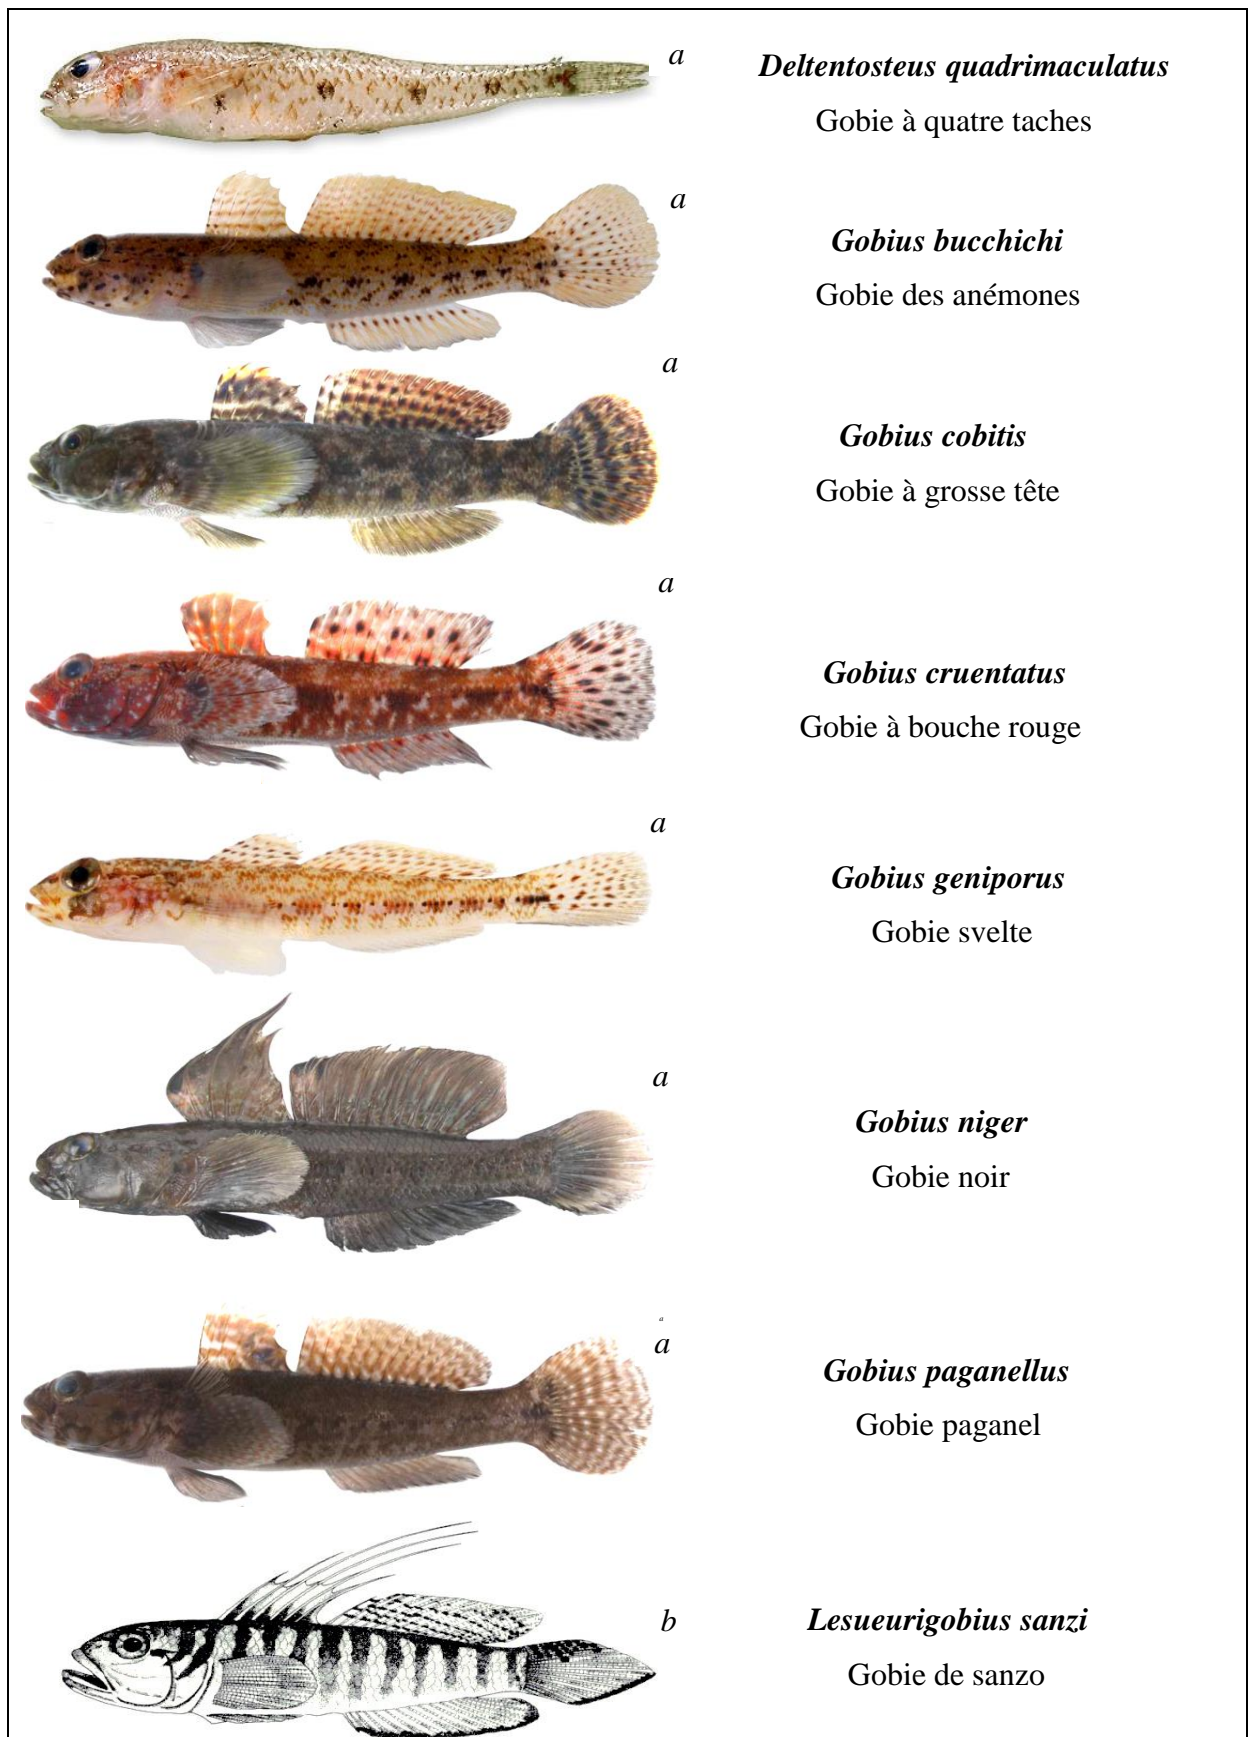 a
Deltentosteus quadrimaculatus
Gobie à quatre taches
a
Gobius bucchichi
Gobie des anémones
a
Gobius cobitis
Gobie à grosse tête
a
Gobius cruentatus
Gobie à bouche rouge
a
Gobius geniporus
Gobie svelte
a
Gobius niger
Gobie noir
a
a
Gobius paganellus
Gobie paganel
b
Lesueurigobius sanzi
Gobie de sanzo